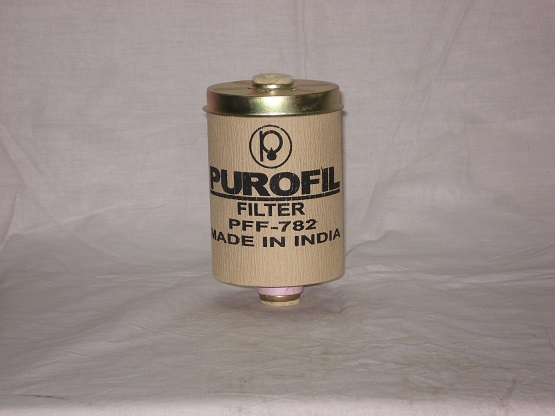 PUROFIL
FILTER
PFF-782
MADE IN INDIA